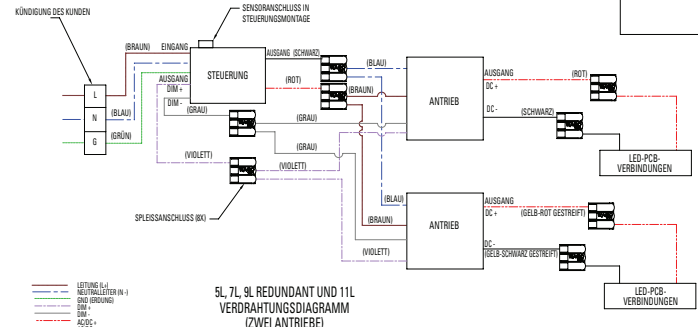 KÜNDIGUNG DES KUNDEN
SENSORANSCHLUSS IN
STEUERUNGSMONTAGE
(BRAUN)
EINGANG
L
N
G
(BLAU)
(GRÜN)
STEUERUNG
AUSGANG
DIM +
DIM -
AUSGANG (SCHWARZ)
(ROT)
(BLAU)
(BRAUN)
(GRAU)
(GRAU)
(GRAU)
(VIOLETT)
(VIOLETT)
SPLEISSANSCHLUSS (8X)
ANTRIEB
AUSGANG
DC +
(ROT)
DC -
(SCHWARZ)
LED-PCB-
VERBINDUNGEN
(BLAU)
(BRAUN)
(VIOLETT)
ANTRIEB
AUSGANG
DC +
(GELB-ROT GESTREIFT)
DC -
(GELB-SCHWARZ GESTREIFT)
LED-PCB-
VERBINDUNGEN
LEITUNG (L+)
NEUTRALLEITER (N -)
GND (ERDUNG)
DIM +
DIM -
AC/DC +
5L, 7L, 9L REDUNDANT UND 11L
VERDRAHTUNGSDIAGRAMM
(ZWEI ANTRIEBE)